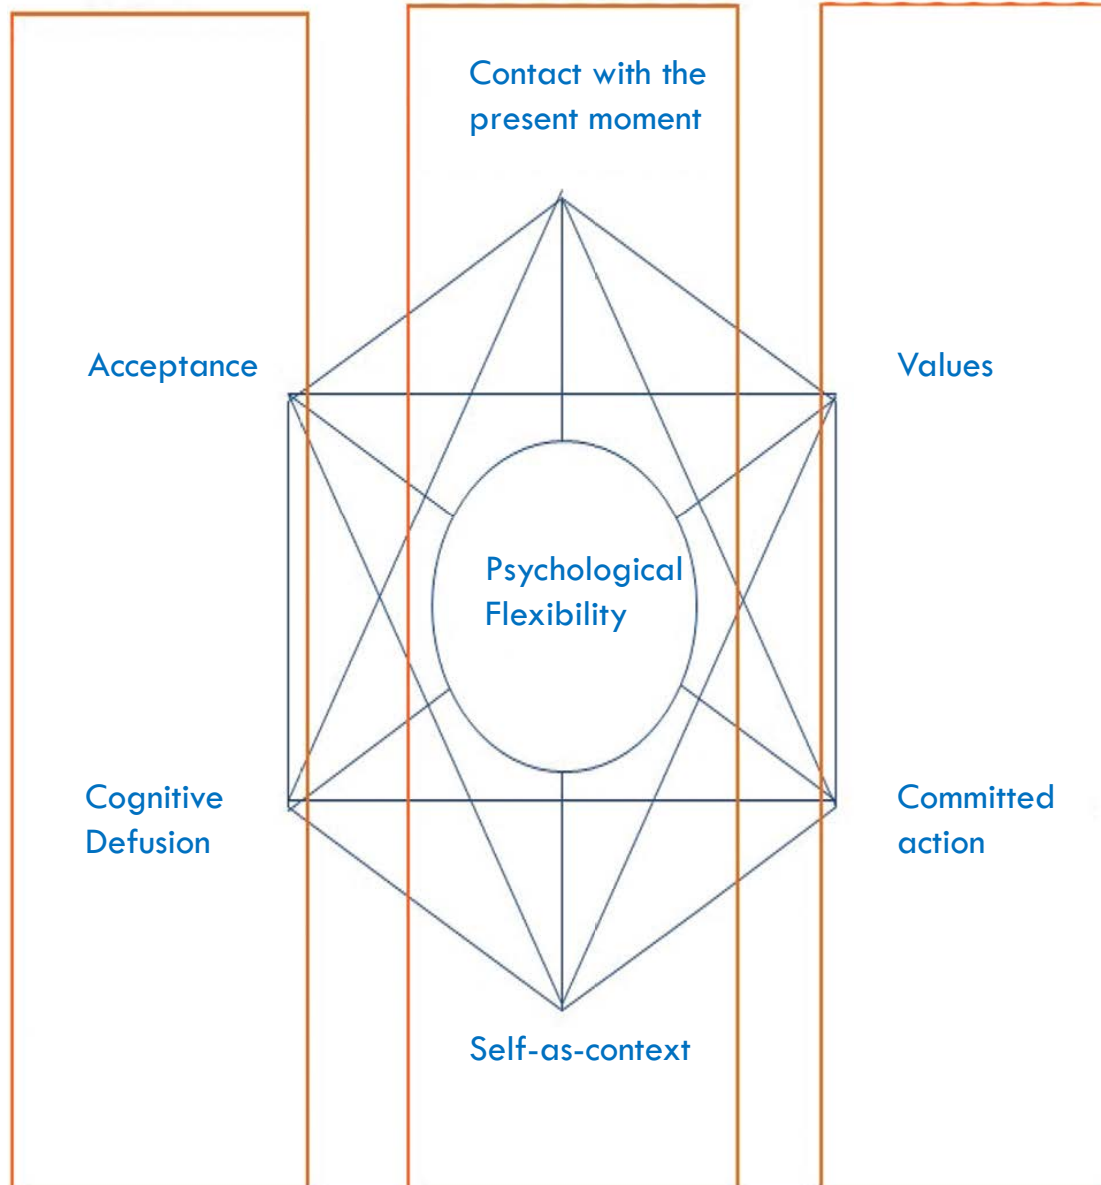 Contact with the
present moment
Acceptance
Values
Psychological
Flexibility
Cognitive
Defusion
Committed
action
Self-as-context